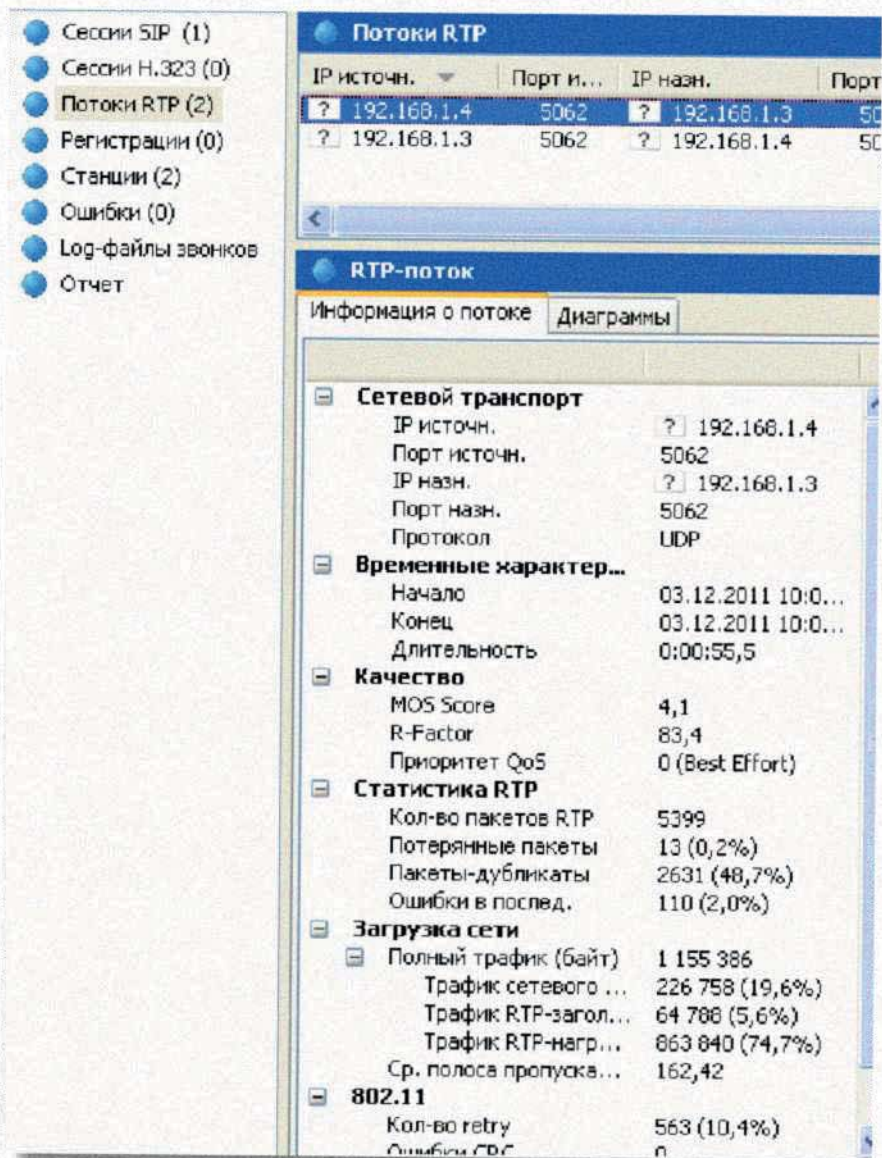 Сессии SIP (1)
Сессии H.323 (0)
Потоки RTP (2)
Регистрации (0)
Станции (2)
Ошибки (0)
Log-файлы звонков
Отчет
Потоки RTP
IP источн. Порт и... IP назн. Порт
? 192.168.1.4 5062 ? 192.168.1.3 50
? 192.168.1.3 5062 ? 192.168.1.4 50
RTP-поток
Информация о потоке Диаграммы
Сетевой транспорт
IP источн. ? 192.168.1.4
Порт источн. 5062
IP назн. ? 192.168.1.3
Порт назн. 5062
Протокол UDP
Временные характер...
Начало 03.12.2011 10:0...
Конец 03.12.2011 10:0...
Длительность 0:00:55,5
Качество
MOS Score 4,1
R-Factor 83,4
Приоритет QoS 0 (Best Effort)
Статистика RTP
Кол-во пакетов RTP 5399
Потерянные пакеты 13 (0,2%)
Пакеты-дубликаты 2631 (48,7%)
Ошибки в послед. 110 (2,0%)
Загрузка сети
Полный трафик (байт) 1 155 386
Трафик сетевого ... 226 758 (19,6%)
Трафик RTP-загол... 64 788 (5,6%)
Трафик RTP-нагр... 863 840 (74,7%)
Ср. полоса пропуска... 162,42
802.11
Кол-во retry 563 (10,4%)
Ошибки CRC 0